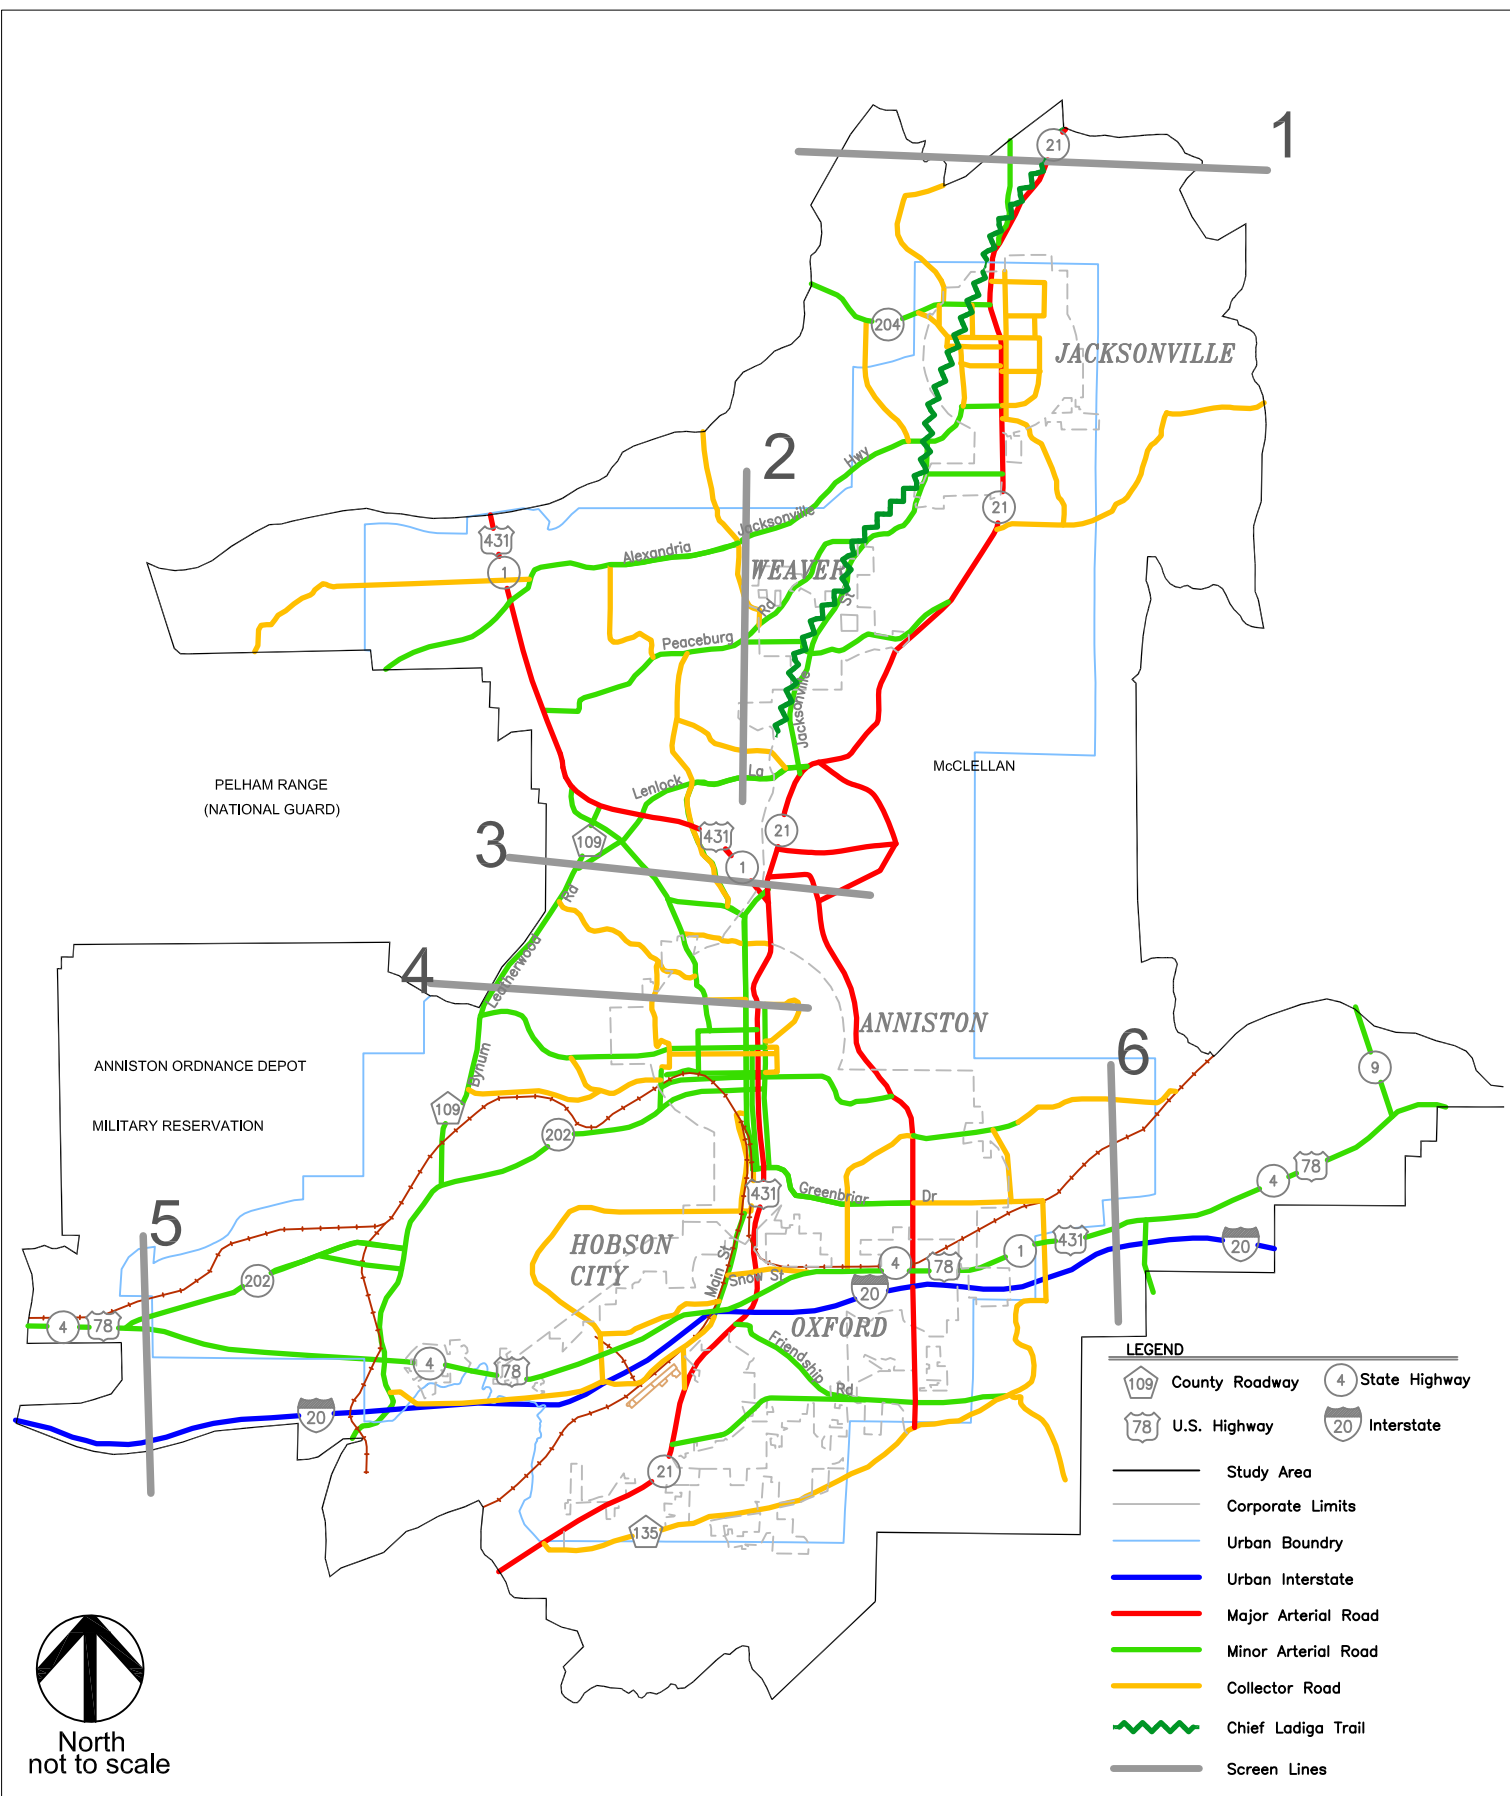 1
21
204
JACKSONVILLE
2
Hwy
Jacksonville
21
431
Alexandria
1
WEAVER
St
Rd
Peaceburg
Jacksonville
McCLELLAN
PELHAM RANGE
(NATIONAL GUARD)
Lenlock
La
109
431
21
3
1
Rd
Leatherwood
4
ANNISTON
6
ANNISTON ORDNANCE DEPOT
9
Bynum
109
MILITARY RESERVATION
202
78
4
431
Greenbriar
Dr
5
HOBSON
CITY
Main St
Snow St
4
78
1
431
20
202
20
4
78
OXFORD
Friendship
Rd
4
78
20
21
135
LEGEND
109 County Roadway
4 State Highway
78 U.S. Highway
20 Interstate
Study Area
Corporate Limits
Urban Boundry
Urban Interstate
Major Arterial Road
Minor Arterial Road
Collector Road
Chief Ladiga Trail
Screen Lines
North
not to scale